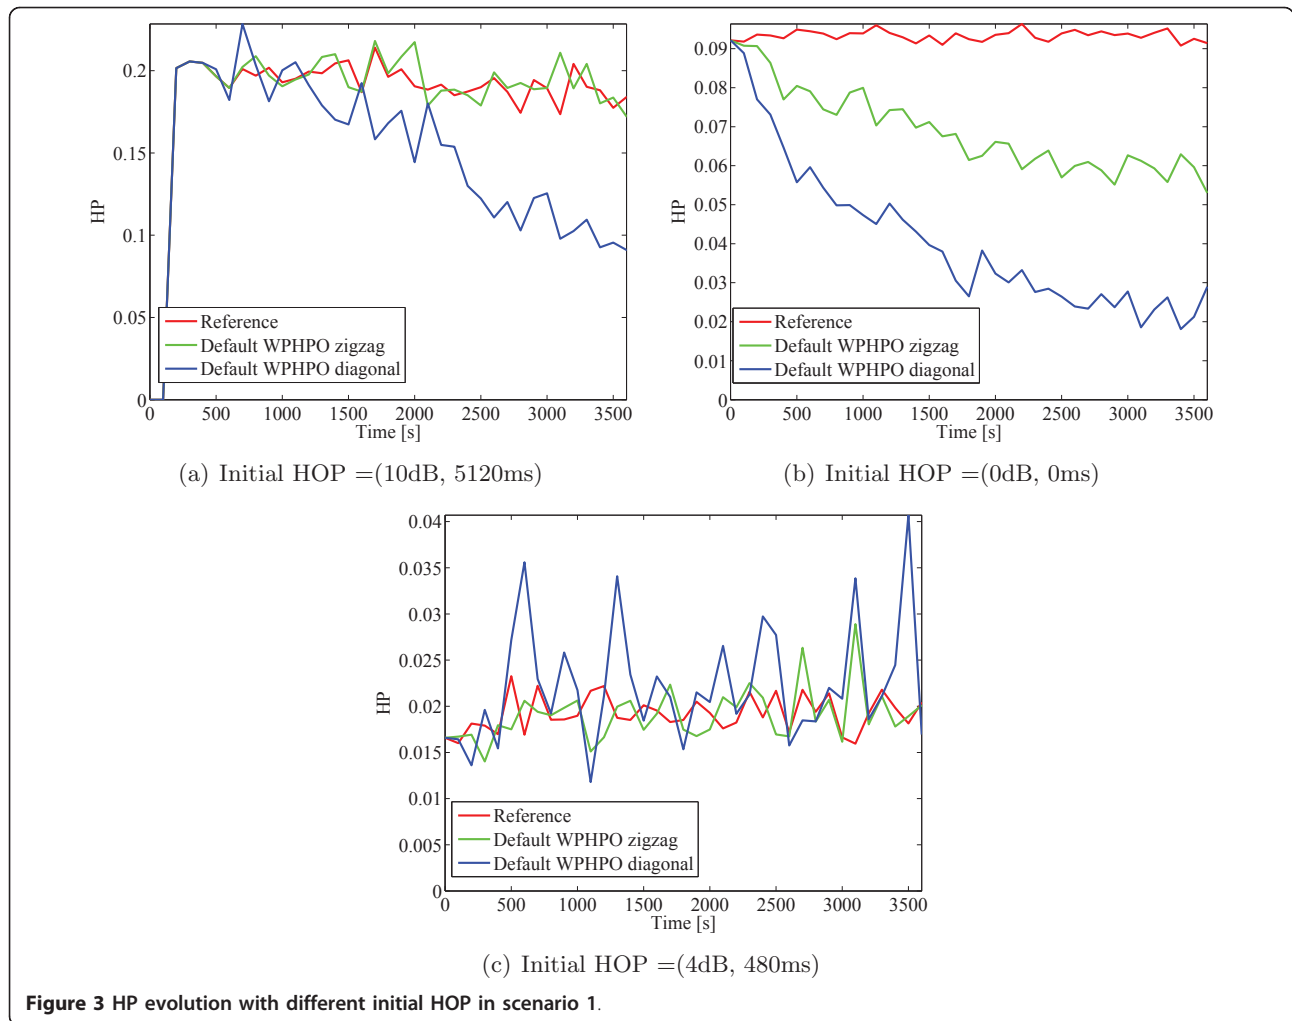 0.2
0.15
0.1
0.05
0
HP
Reference
Default WPHPO zigzag
Default WPHPO diagonal
0 500 1000 1500 2000 2500 3000 3500
Time [s]
(a) Initial HOP =(10dB, 5120ms)
0.09
0.08
0.07
0.06
0.05
0.04
0.03
0.02
0.01
0
HP
Reference
Default WPHPO zigzag
Default WPHPO diagonal
0 500 1000 1500 2000 2500 3000 3500
Time [s]
(b) Initial HOP =(0dB, 0ms)
0.04
0.035
0.03
0.025
0.02
0.015
0.01
0.005
0
HP
Reference
Default WPHPO zigzag
Default WPHPO diagonal
0 500 1000 1500 2000 2500 3000 3500
Time [s]
(c) Initial HOP =(4dB, 480ms)
Figure 3 HP evolution with different initial HOP in scenario 1.